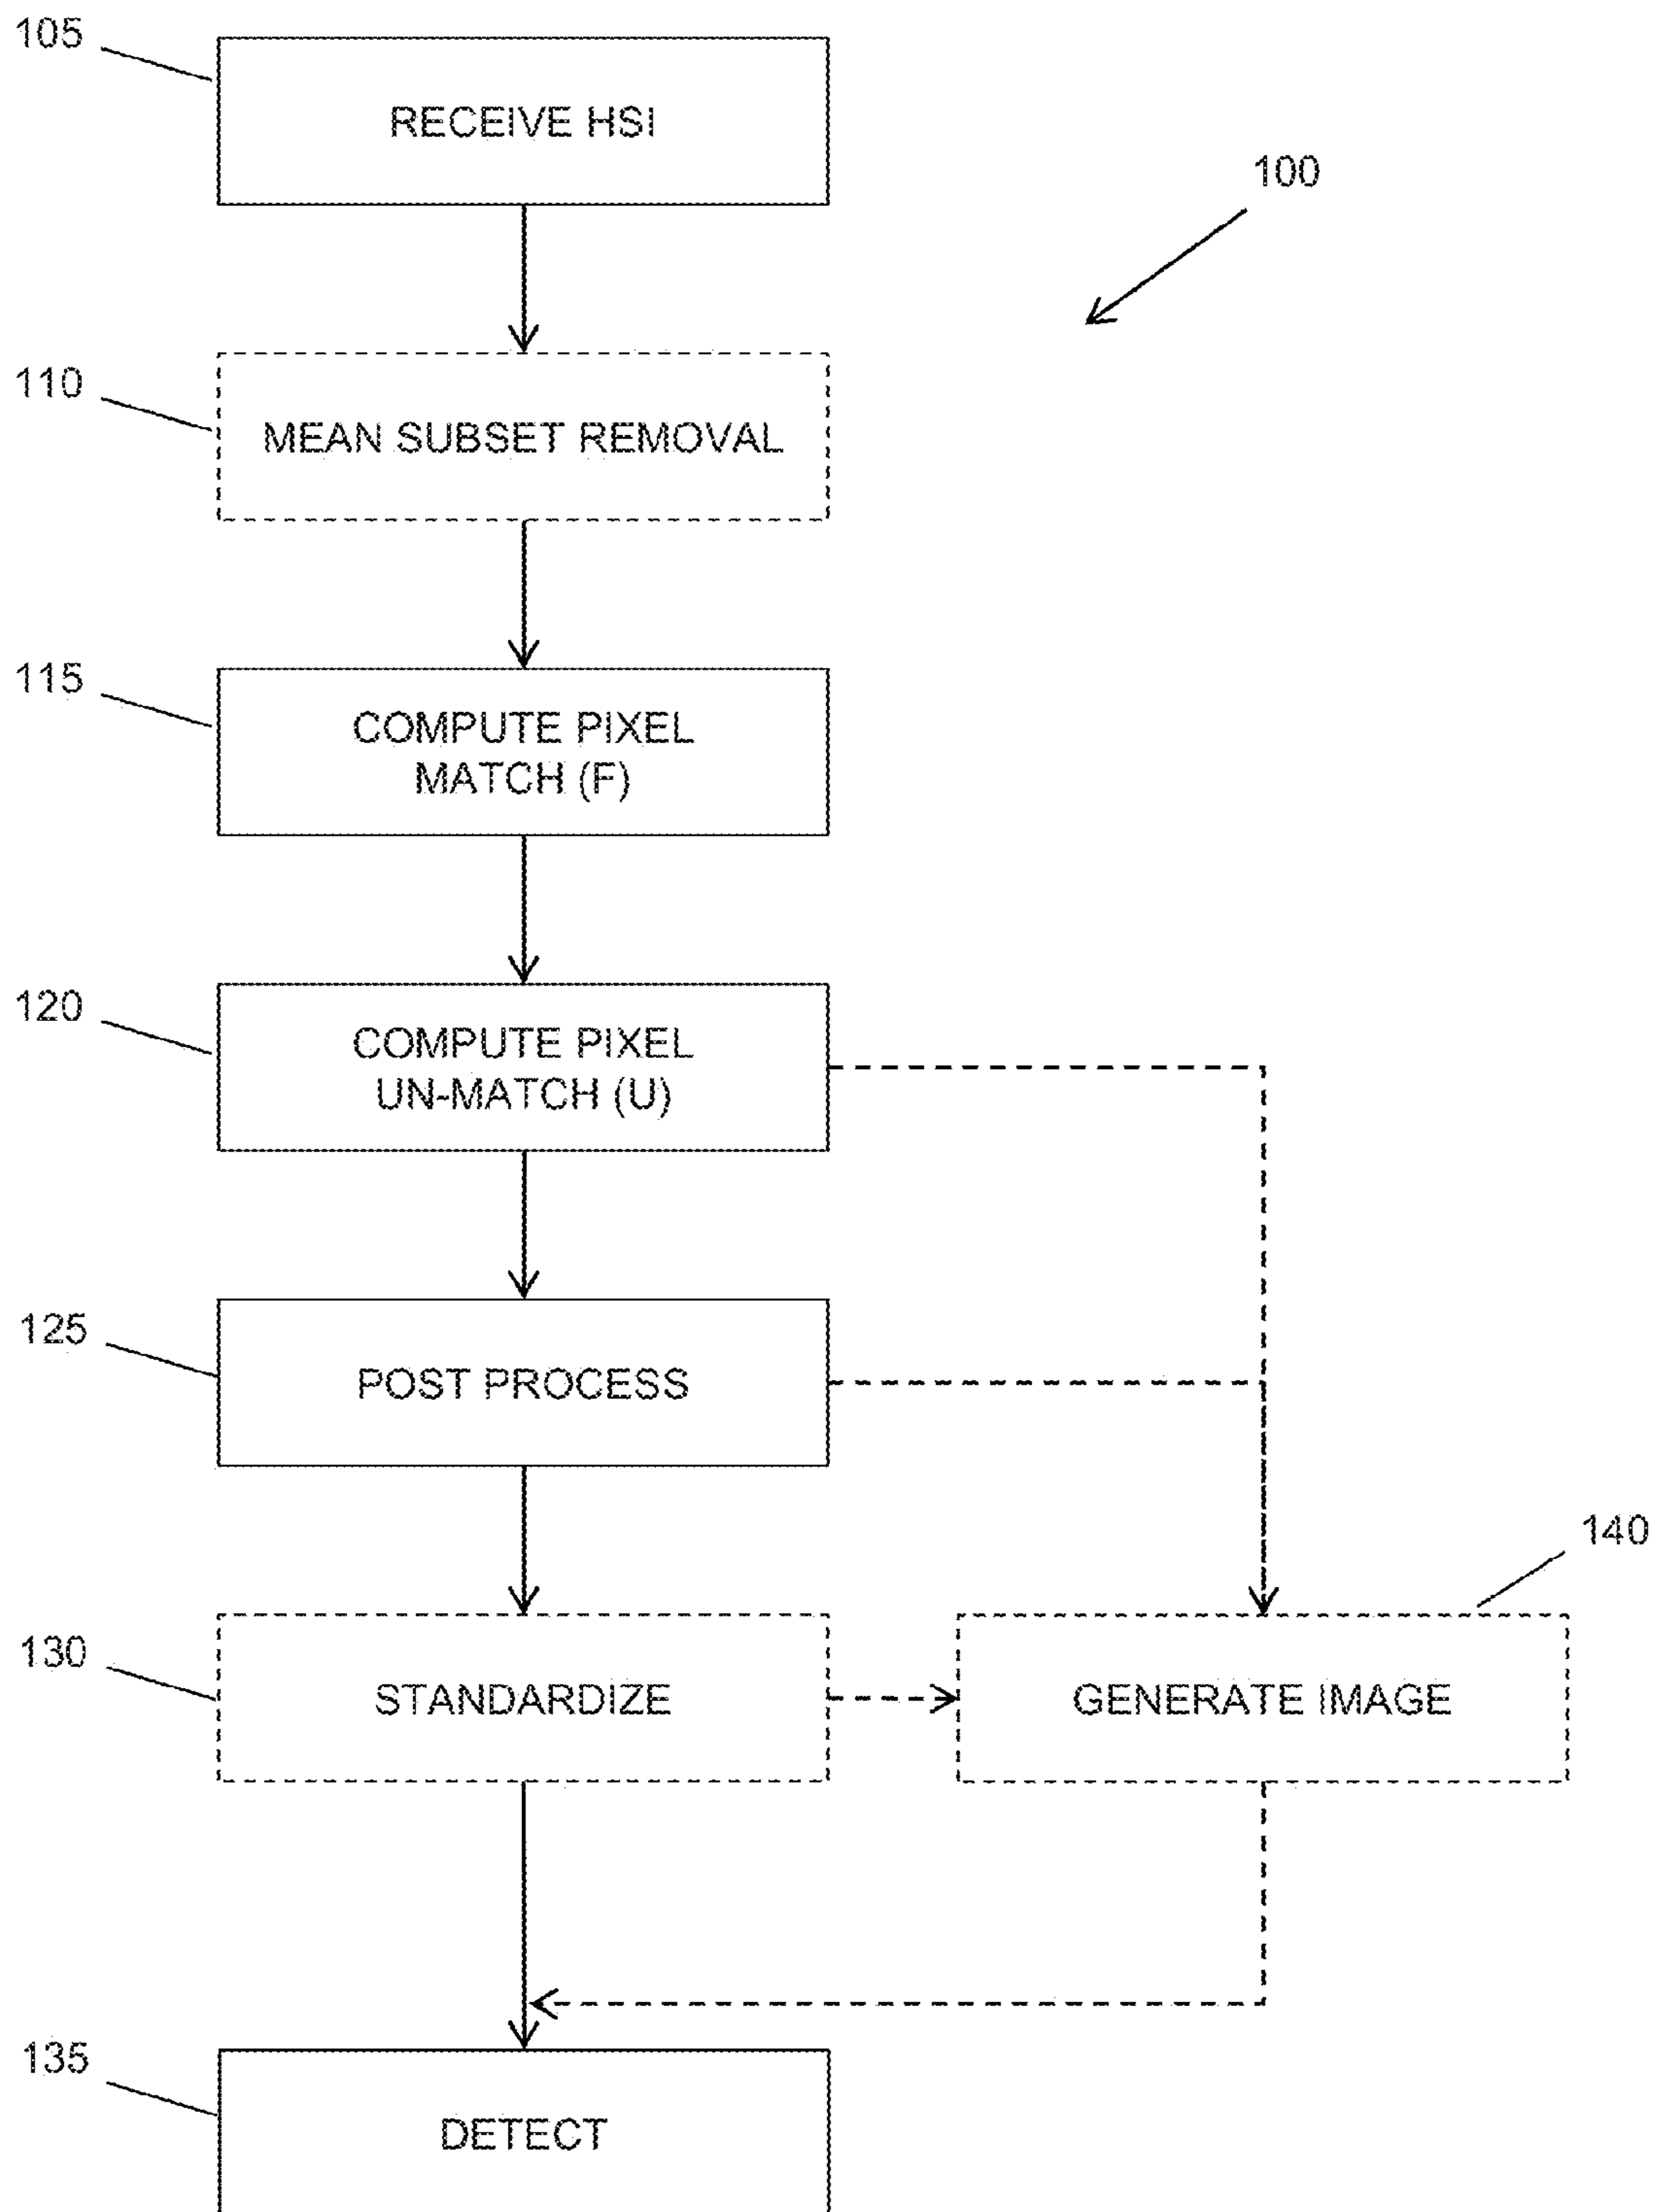 105
RECEIVE HSI
100
110
MEAN SUBSET REMOVAL
115
COMPUTE PIXEL
MATCH (F)
120
COMPUTE PIXEL
UN-MATCH (U)
125
POST PROCESS
140
130
STANDARDIZE
GENERATE IMAGE
135
DETECT